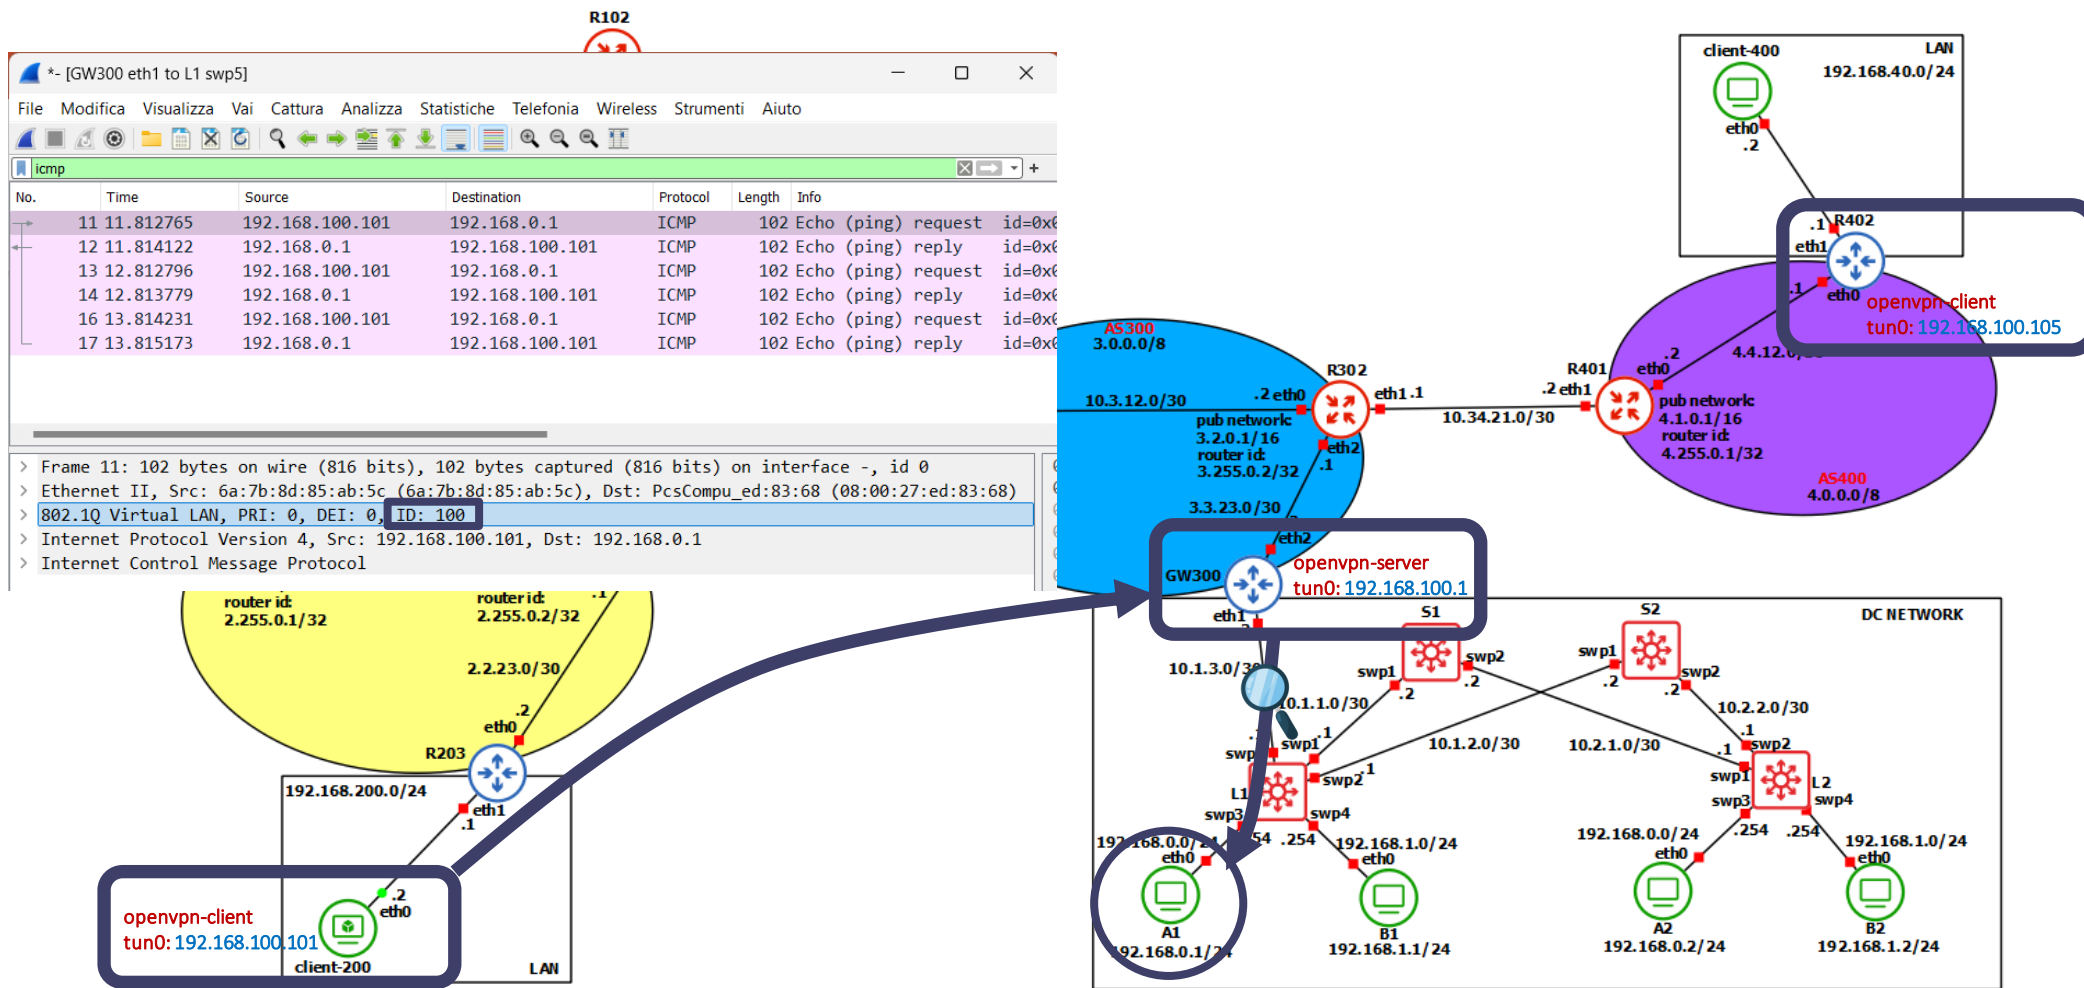 R102
*- [GW300 eth1 to L1 swp5]
File Modifica Visualizza Vai Cattura Analizza Statistiche Telefonia Wireless Strumenti Aiuto
icmp
No. Time Source Destination Protocol Length Info
11 11.812765 192.168.100.101 192.168.0.1 ICMP 102 Echo (ping) request
12 11.814122 192.168.0.1 192.168.100.101 ICMP 102 Echo (ping) reply
13 12.812796 192.168.100.101 192.168.0.1 ICMP 102 Echo (ping) request
14 12.813779 192.168.0.1 192.168.100.101 ICMP 102 Echo (ping) reply
16 13.814231 192.168.100.101 192.168.0.1 ICMP 102 Echo (ping) request
17 13.815173 192.168.0.1 192.168.100.101 ICMP 102 Echo (ping) reply
> Frame 11: 102 bytes on wire (816 bits), 102 bytes captured (816 bits) on interface -, id 0
> Ethernet II, Src: 6a:7b:8d:85:ab:5c (6a:7b:8d:85:ab:5c), Dst: PcsCompu_ed:83:68 (08:00:27:ed:83:68)
> 802.1Q Virtual LAN, PRI: 0, DEI: 0, ID: 100
> Internet Protocol Version 4, Src: 192.168.100.101, Dst: 192.168.0.1
> Internet Control Message Protocol
client-400
LAN
192.168.40.0/24
eth0
.2
.1
R402
eth1
.1
eth0
openvpn-client
tun0: 192.168.100.105
4.4.12.0/
AS300
3.0.0.0/8
10.3.12.0/30
R302
.2 eth0
eth1 .1
pub network:
3.2.0.1/16
router id:
3.255.0.2/32
eth2
.1
10.34.21.0/30
R401
.2 eth1
.2
eth0
pub network:
4.1.0.1/16
router id:
4.255.0.1/32
AS400
4.0.0.0/8
3.3.23.0/30
eth2
GW300
openvpn-server
tun0: 192.168.100.1
eth1
DC NETWORK
S1
S2
10.1.3.0/30
swp1
swp2
.2
.2
swp1
swp2
.2
.2
10.1.1.0/30
10.1.2.0/30
10.2.1.0/30
10.2.2.0/30
.1
swp1
.1
swp2
.1
L1
swp3
swp4
.254
192.168.0.0/24
192.168.1.0/24
eth0
eth0
A1
192.168.0.1/24
B1
192.168.1.1/24
.1
swp2
.1
swp1
L2
swp3
swp4
.254
.254
192.168.0.0/24
192.168.1.0/24
eth0
eth0
A2
192.168.0.2/24
B2
192.168.1.2/24
router id:
2.255.0.1/32
router id:
2.255.0.2/32
.1
2.2.23.0/30
.2
eth0
R203
192.168.200.0/24
eth1
.1
.2
eth0
openvpn-client
tun0: 192.168.100.101
client-200
LAN